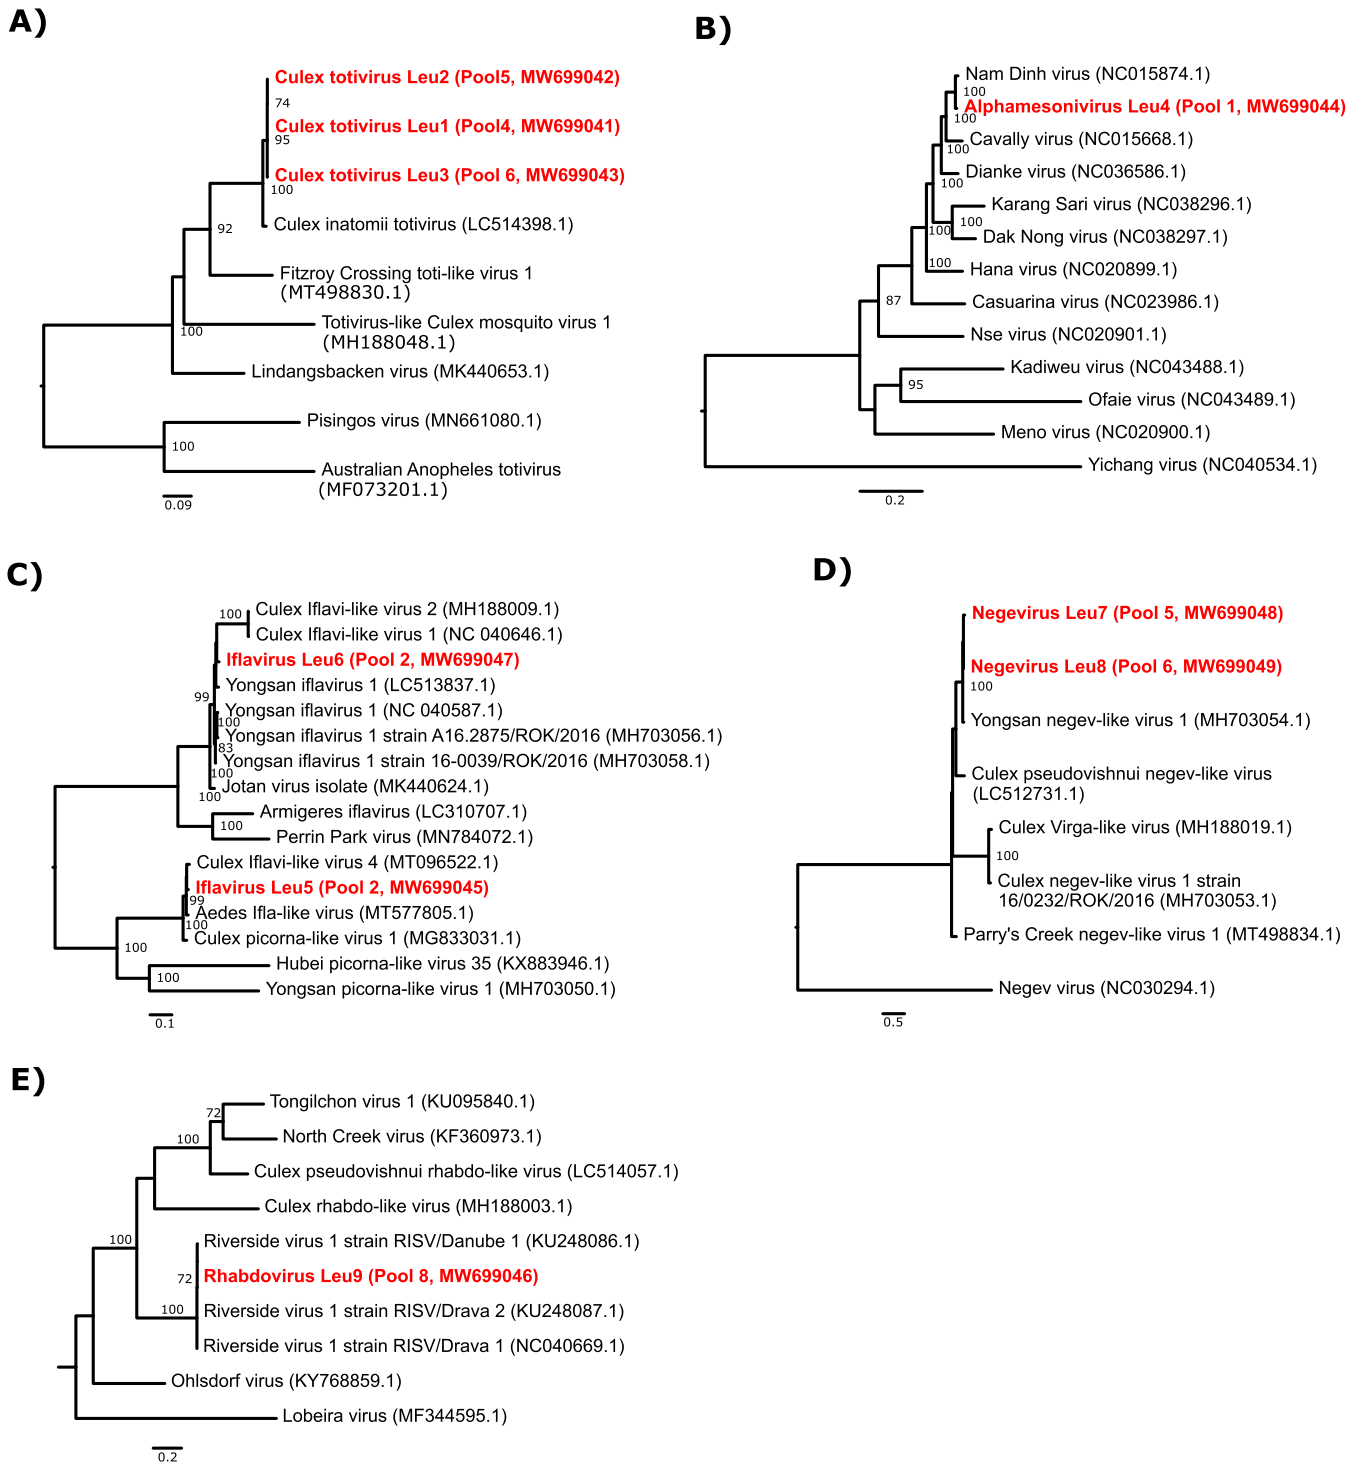 A)
Culex totivirus Leu2 (Pool5, MW699042)
74
Culex totivirus Leu1 (Pool4, MW699041)
95
Culex totivirus Leu3 (Pool 6, MW699043)
100
Culex inatomii totivirus (LC514398.1)
92
Fitzroy Crossing toti-like virus 1
(MT498830.1)
Totivirus-like Culex mosquito virus 1
100
(MH188048.1)
Lindangsbacken virus (MK440653.1)
Pisingos virus (MN661080.1)
100
Australian Anopheles totivirus
(MF073201.1)
0.09
B)
Nam Dinh virus (NC015874.1)
100
Alphamesonivirus Leu4 (Pool 1, MW699044)
100
Cavally virus (NC015668.1)
100
Dianke virus (NC036586.1)
100
Karang Sari virus (NC038296.1)
100
100
Dak Nong virus (NC038297.1)
100
Hana virus (NC020899.1)
87
Casuarina virus (NC023986.1)
Nse virus (NC020901.1)
Kadiweu virus (NC043488.1)
95
Ofaie virus (NC043489.1)
Meno virus (NC020900.1)
Yichang virus (NC040534.1)
0.2
C)
Culex Iflavi-like virus 2 (MH188009.1)
100
Culex Iflavi-like virus 1 (NC 040646.1)
Iflavirus Leu6 (Pool 2, MW699047)
Yongsan iflavirus 1 (LC513837.1)
99
Yongsan iflavirus 1 (NC 040587.1)
100
Yongsan iflavirus 1 strain A16.2875/ROK/2016 (MH703056.1)
83
Yongsan iflavirus 1 strain 16-0039/ROK/2016 (MH703058.1)
100
Jotan virus isolate (MK440624.1)
100
Armigeres iflavirus (LC310707.1)
100
Perrin Park virus (MN784072.1)
Culex Iflavi-like virus 4 (MT096522.1)
Iflavirus Leu5 (Pool 2, MW699045)
99
Aedes Ifla-like virus (MT577805.1)
100
Culex picorna-like virus 1 (MG833031.1)
100
Hubei picorna-like virus 35 (KX883946.1)
100
Yongsan picorna-like virus 1 (MH703050.1)
0.1
D)
Negevirus Leu7 (Pool 5, MW699048)
Negevirus Leu8 (Pool 6, MW699049)
100
Yongsan negev-like virus 1 (MH703054.1)
Culex pseudovishnui negev-like virus
(LC512731.1)
Culex Virga-like virus (MH188019.1)
100
Culex negev-like virus 1 strain
16/0232/ROK/2016 (MH703053.1)
Parry's Creek negev-like virus 1 (MT498834.1)
Negev virus (NC030294.1)
0.5
E)
Tongilchon virus 1 (KU095840.1)
72
100
North Creek virus (KF360973.1)
Culex pseudovishnui rhabdo-like virus (LC514057.1)
Culex rhabdo-like virus (MH188003.1)
100
Riverside virus 1 strain RISV/Danube 1 (KU248086.1)
72
Rhabdovirus Leu9 (Pool 8, MW699046)
100
Riverside virus 1 strain RISV/Drava 2 (KU248087.1)
Riverside virus 1 strain RISV/Drava 1 (NC040669.1)
Ohlsdorf virus (KY768859.1)
Lobeira virus (MF344595.1)
0.2